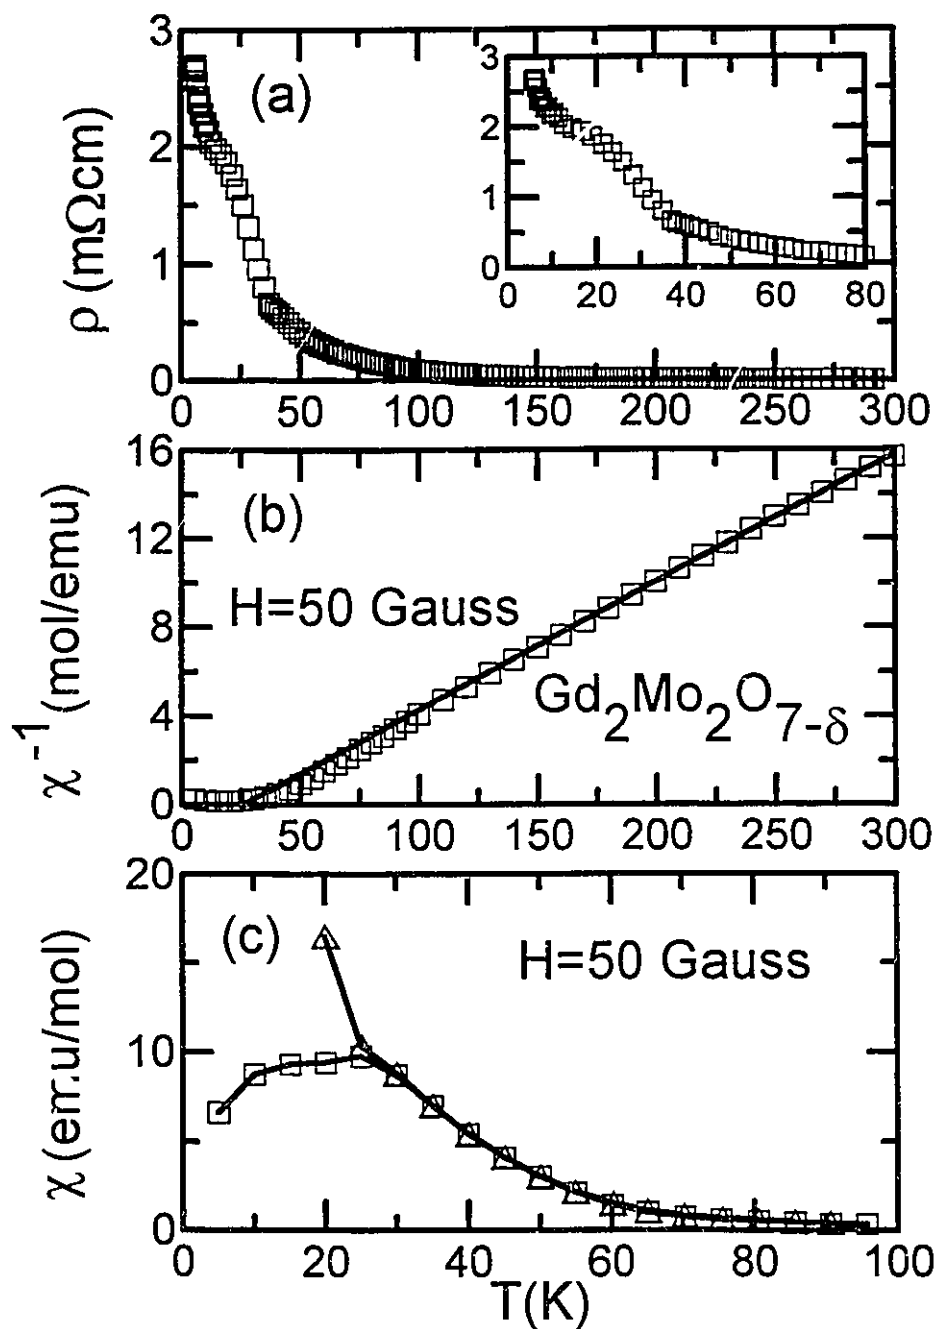 (a)
ρ (mΩcm)
3
2
1
0
0 50 100 150 200 250 300
3
2
1
0
0 20 40 60 80
(b)
χ⁻¹ (mol/emu)
16
12
8
4
0
H=50 Gauss
Gd₂Mo₂O₇₋δ
0 50 100 150 200 250 300
(c)
χ (em.u/mol)
20
10
0
H=50 Gauss
0 20 40 60 80 100
T(K)